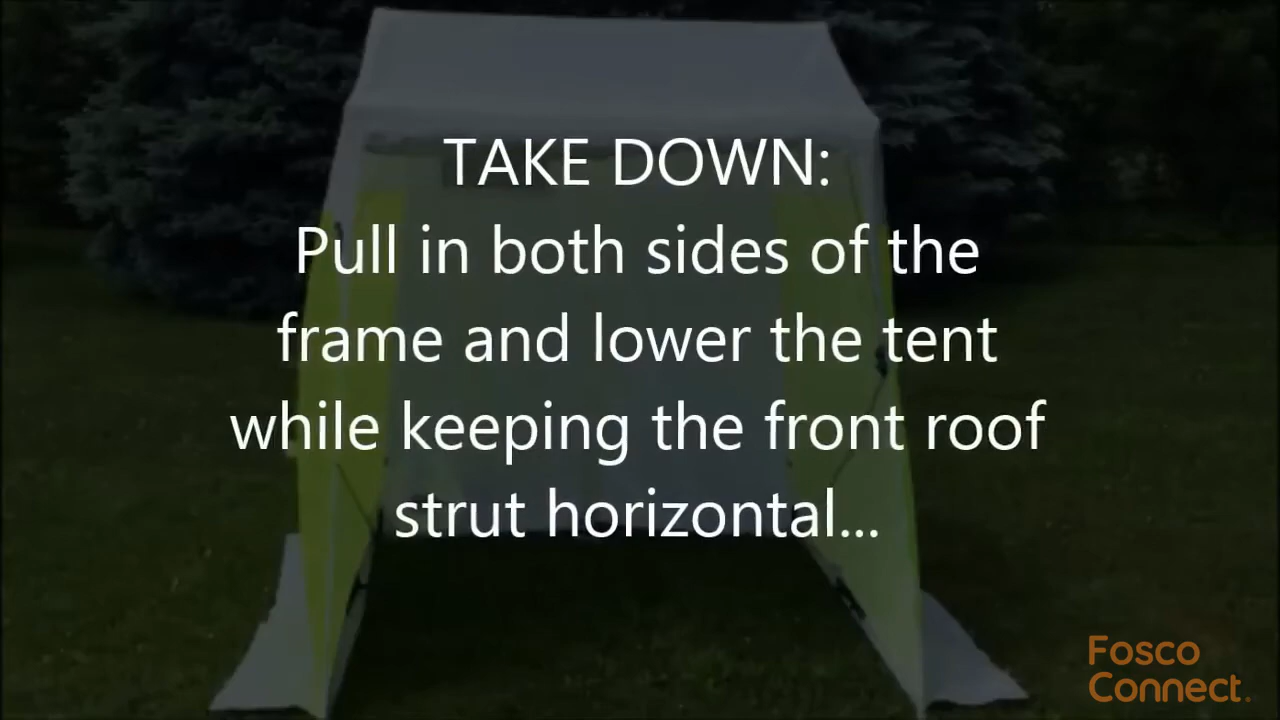 TAKE DOWN:
Pull in both sides of the
frame and lower the tent
while keeping the front roof
strut horizontal...
Fosco
Connect.